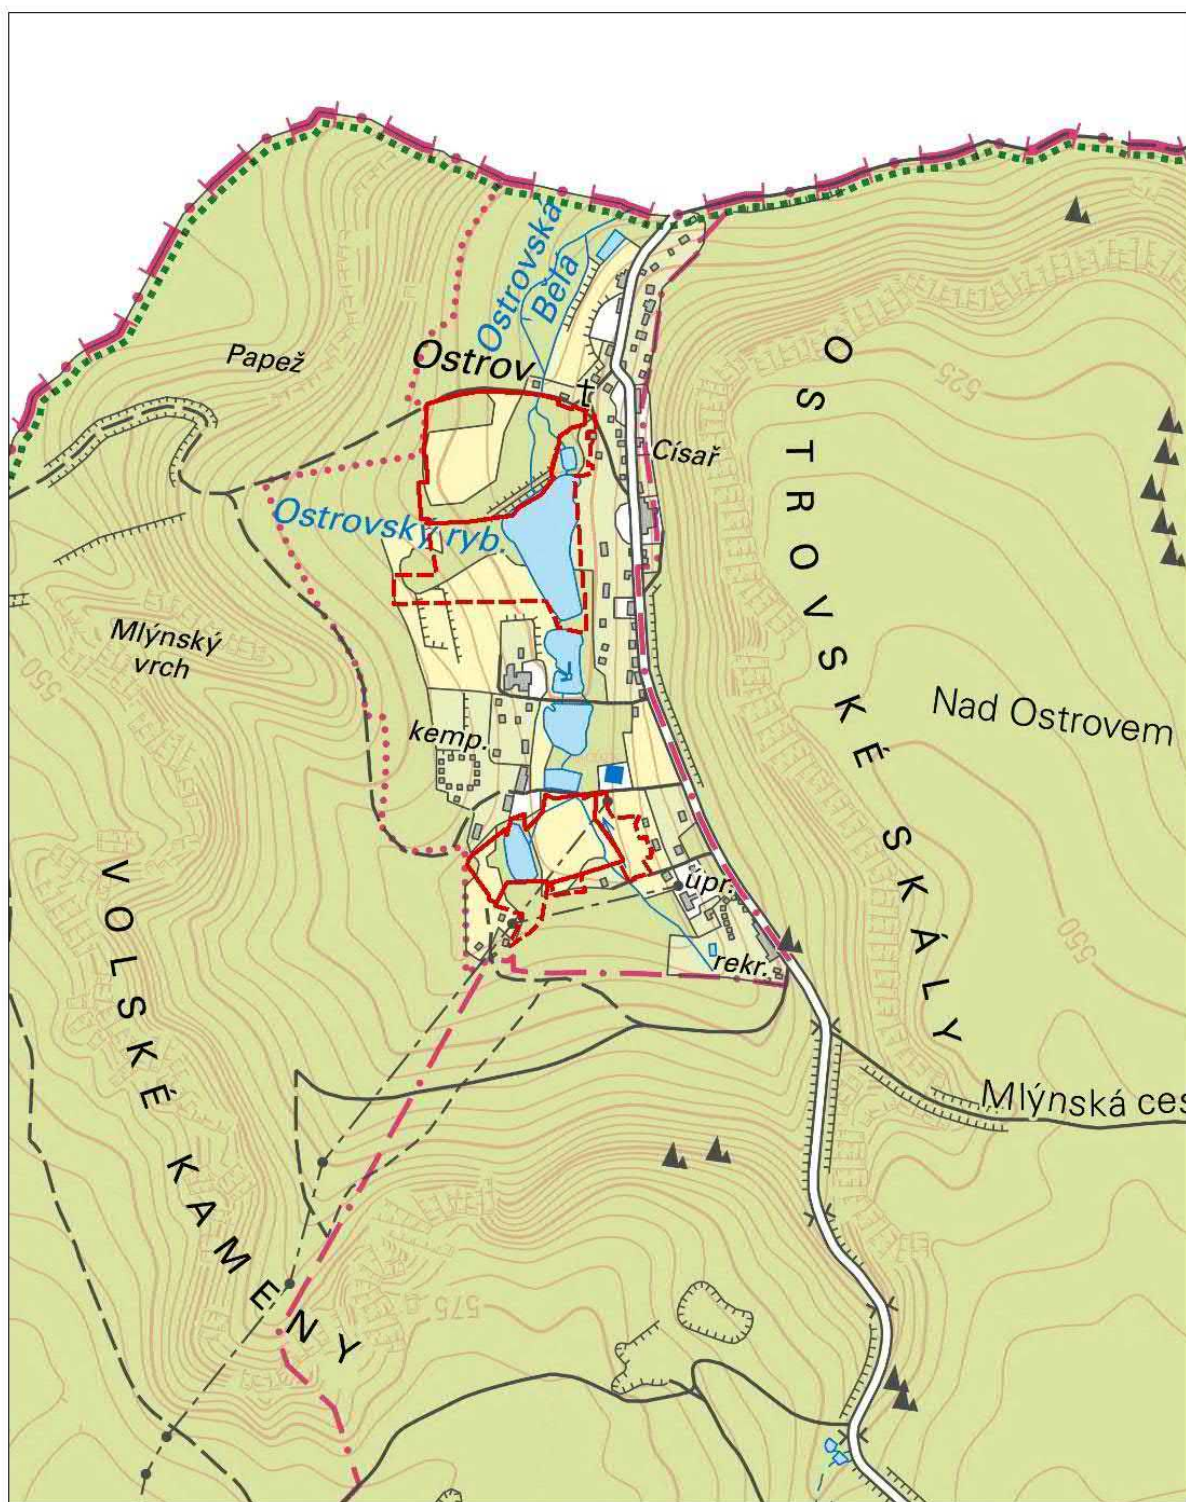 Ostrovská
Bělá
Papež
Ostrov
525
Císař
OSTROVSKÉ SKÁLY
Ostrovský ryb.
Mlýnský
vrch
550
Nad Ostrovem
kemp.
VOLSKÉ KAMENY
úpr.
rekr.
550
Mlýnská ces
575